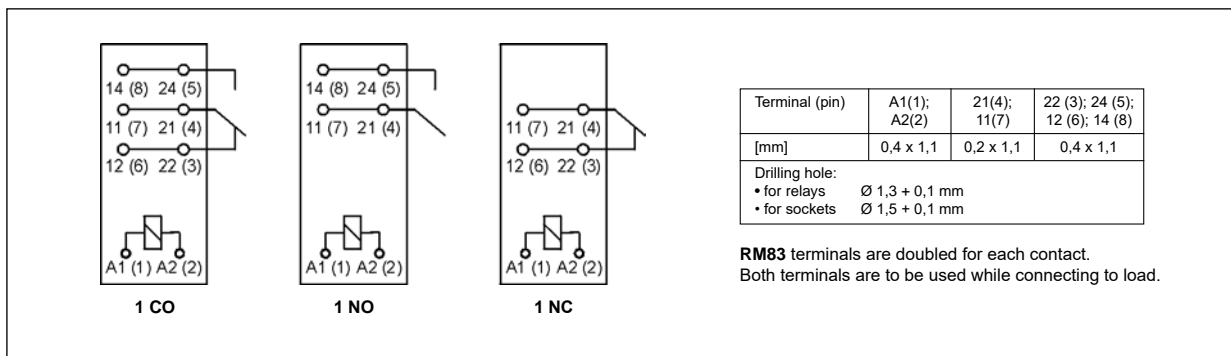 14 (8) 24 (5)
11 (7) 21 (4)
12 (6) 22 (3)
A1 (1) A2 (2)
1 CO
14 (8) 24 (5)
11 (7) 21 (4)
A1 (1) A2 (2)
1 NO
11 (7) 21 (4)
12 (6) 22 (3)
A1 (1) A2 (2)
1 NC
Terminal (pin) A1(1); 21(4); 22 (3); 24 (5);
A2(2) 11(7) 12 (6); 14 (8)
[mm] 0,4 x 1,1 0,2 x 1,1 0,4 x 1,1
Drilling hole:
• for relays Ø 1,3 + 0,1 mm
• for sockets Ø 1,5 + 0,1 mm
RM83 terminals are doubled for each contact.
Both terminals are to be used while connecting to load.